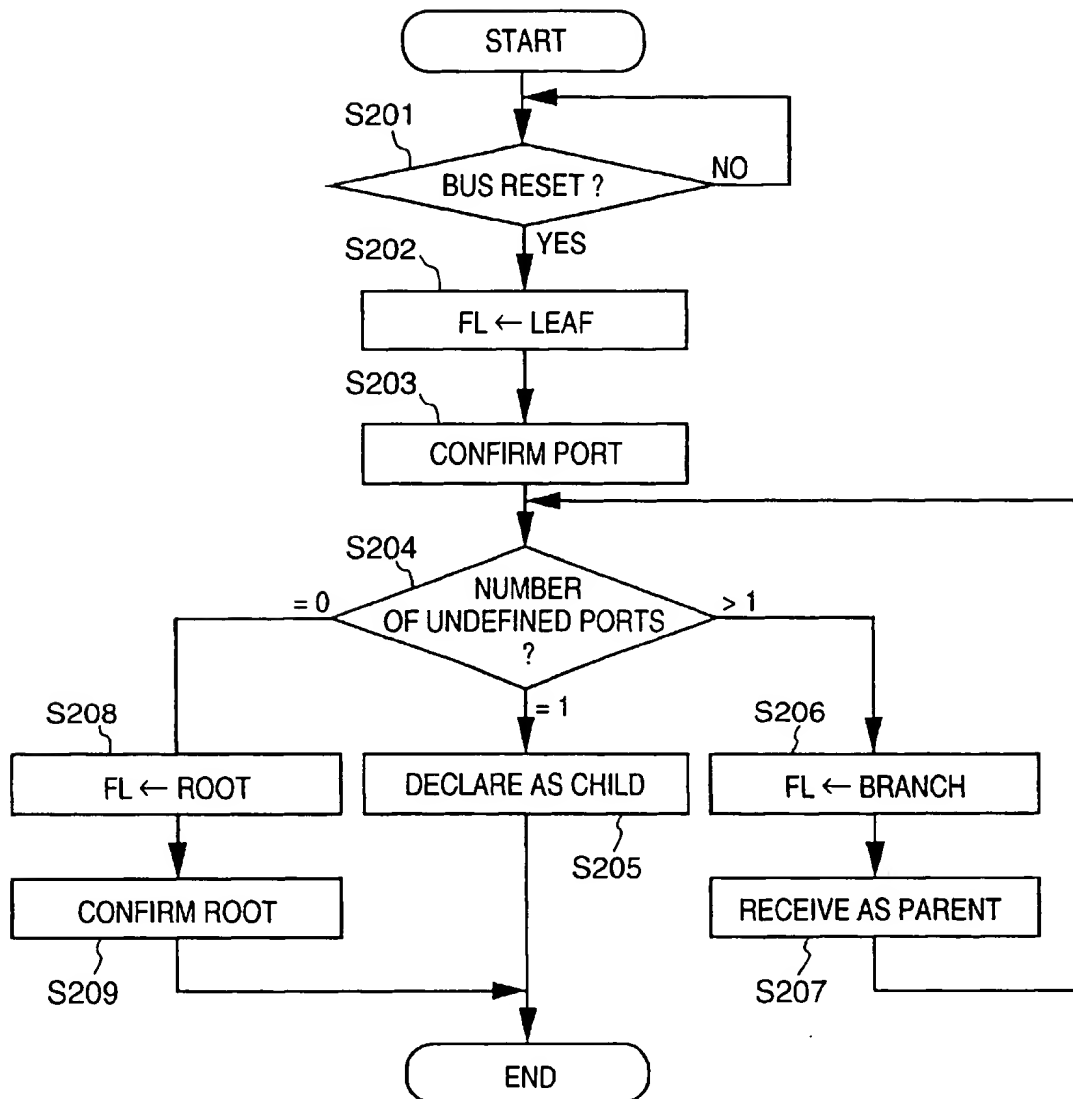 START
S201
BUS RESET ?
NO
YES
S202
FL ← LEAF
S203
CONFIRM PORT
S204
NUMBER
OF UNDEFINED PORTS
?
= 0
> 1
= 1
S208
FL ← ROOT
DECLARE AS CHILD
S205
S206
FL ← BRANCH
CONFIRM ROOT
S209
RECEIVE AS PARENT
S207
END